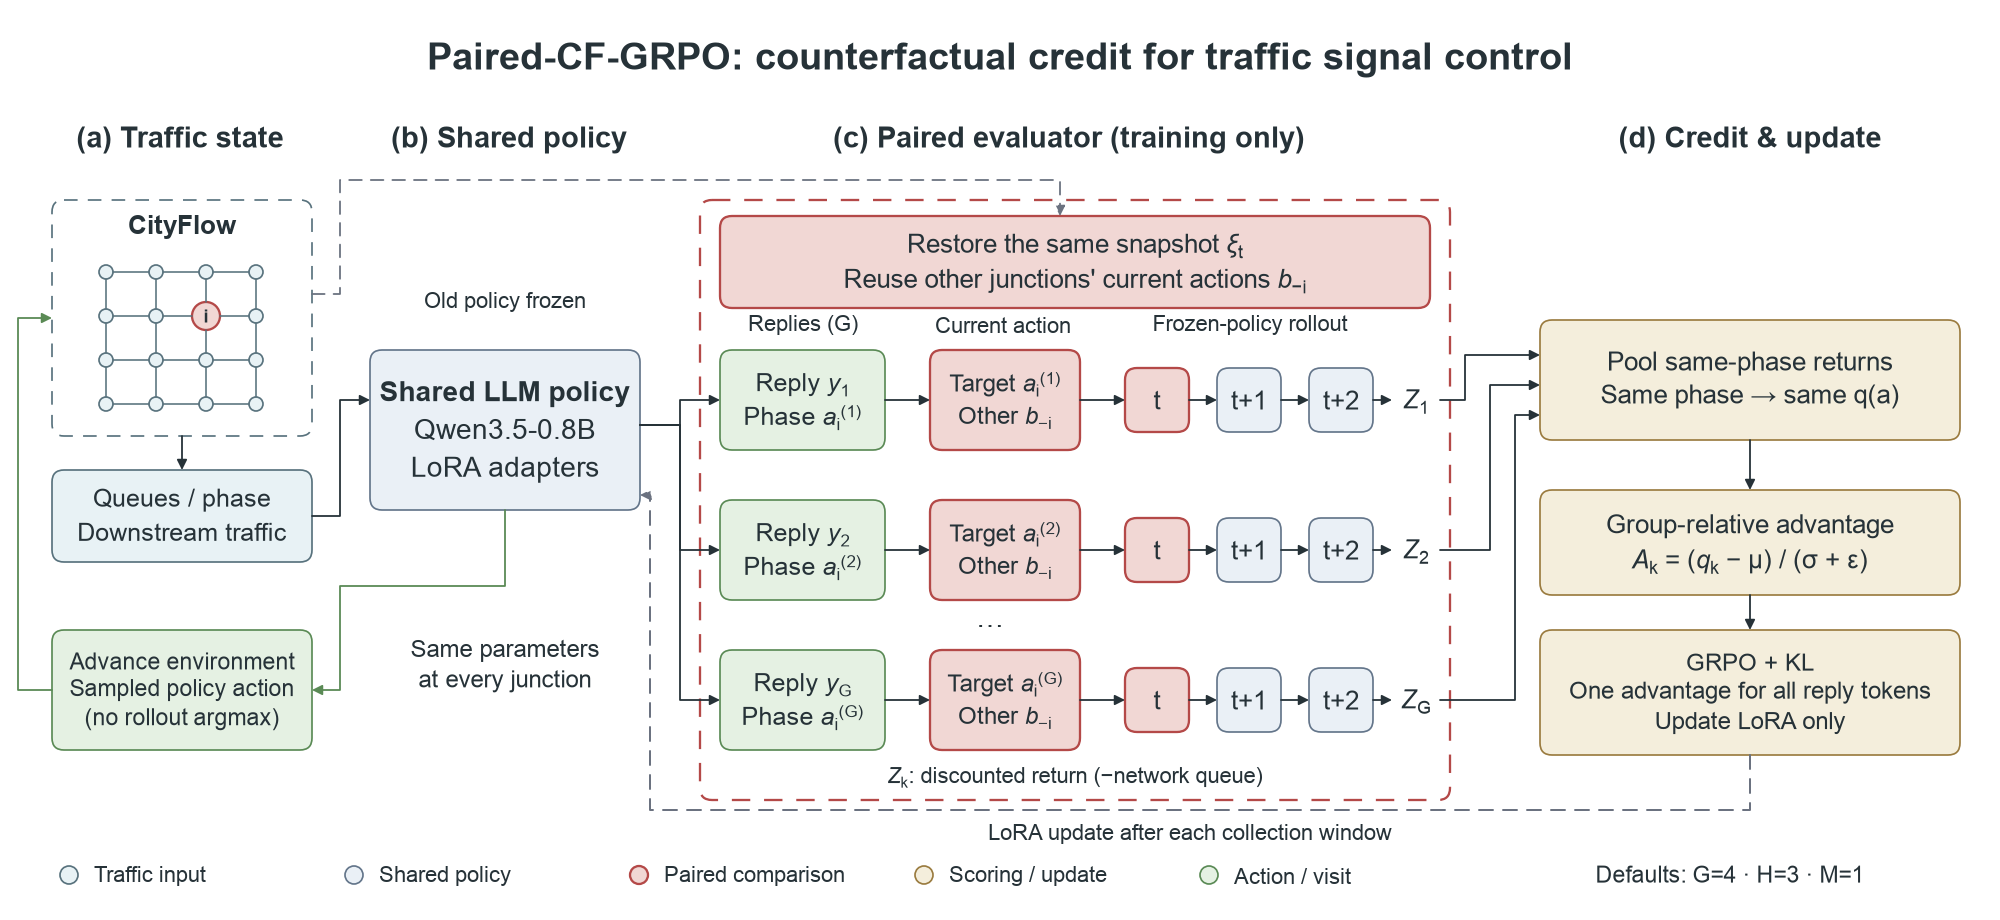 Paired-CF-GRPO: counterfactual credit for traffic signal control
(a) Traffic state
(b) Shared policy
(c) Paired evaluator (training only)
(d) Credit & update
CityFlow
i
Queues / phase
Downstream traffic
Advance environment
Sampled policy action
(no rollout argmax)
Old policy frozen
Shared LLM policy
Qwen3.5-0.8B
LoRA adapters
Same parameters
at every junction
Restore the same snapshot ξt
Reuse other junctions' current actions b−i
Replies (G)
Current action
Frozen-policy rollout
Reply y1
Phase ai(1)
Target ai(1)
Other b−i
t
t+1
t+2
Z1
Reply y2
Phase ai(2)
Target ai(2)
Other b−i
t
t+1
t+2
Z2
...
Reply yG
Phase ai(G)
Target ai(G)
Other b−i
t
t+1
t+2
ZG
Zk: discounted return (−network queue)
Pool same-phase returns
Same phase → same q(a)
Group-relative advantage
Ak = (qk − μ) / (σ + ε)
GRPO + KL
One advantage for all reply tokens
Update LoRA only
LoRA update after each collection window
Traffic input
Shared policy
Paired comparison
Scoring / update
Action / visit
Defaults: G=4 · H=3 · M=1